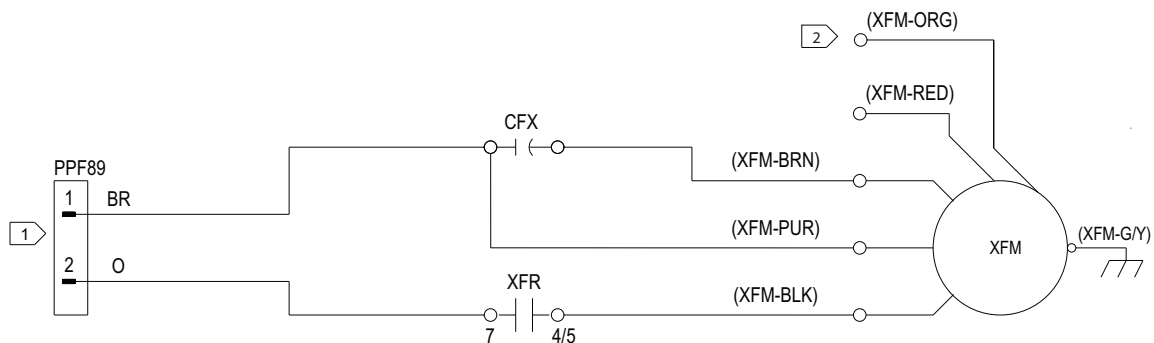 2
(XFM-ORG)
(XFM-RED)
CFX
PPF89
(XFM-BRN)
1
BR
1
(XFM-PUR)
XFM
(XFM-G/Y)
2
O
XFR
(XFM-BLK)
7
4/5